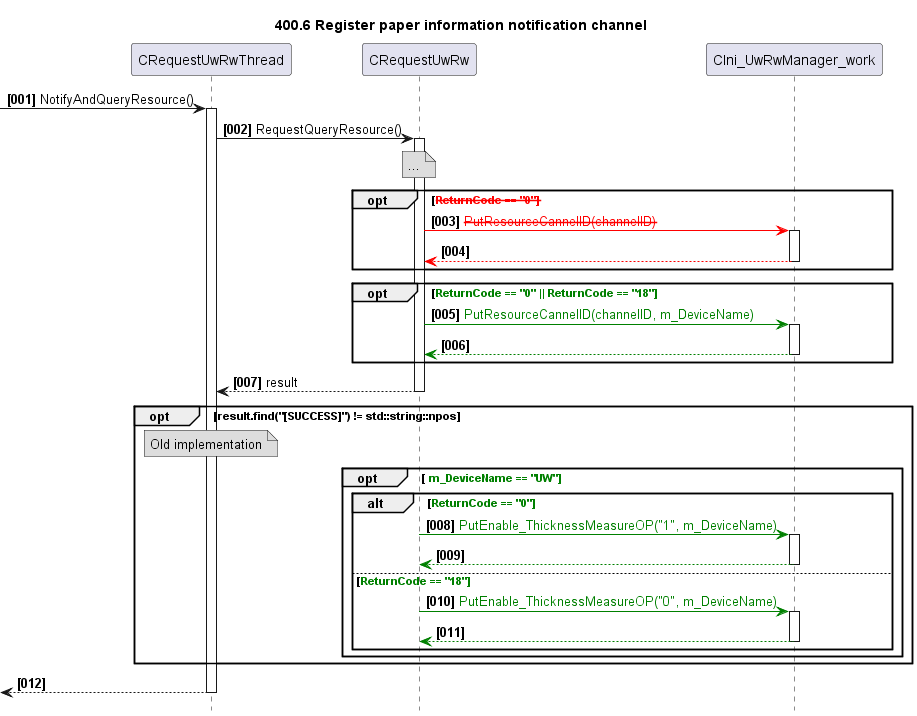 400.6 Register paper information notification channel
CRequestUwRwThread
CRequestUwRw
CIni_UwRwManager_work
[001] NotifyAndQueryResource()
[002] RequestQueryResource()
...
opt [ReturnCode == "0"]
[003] PutResourceCannelID(channelID)
[004]
opt [ReturnCode == "0" || ReturnCode == "18"]
[005] PutResourceCannelID(channelID, m_DeviceName)
[006]
[007] result
opt [result.find("[SUCCESS]") != std::string::npos]
Old implementation
opt [ m_DeviceName == "UW"]
alt [ReturnCode == "0"]
[008] PutEnable_ThicknessMeasureOP("1", m_DeviceName)
[009]
[ReturnCode == "18"]
[010] PutEnable_ThicknessMeasureOP("0", m_DeviceName)
[011]
[012]